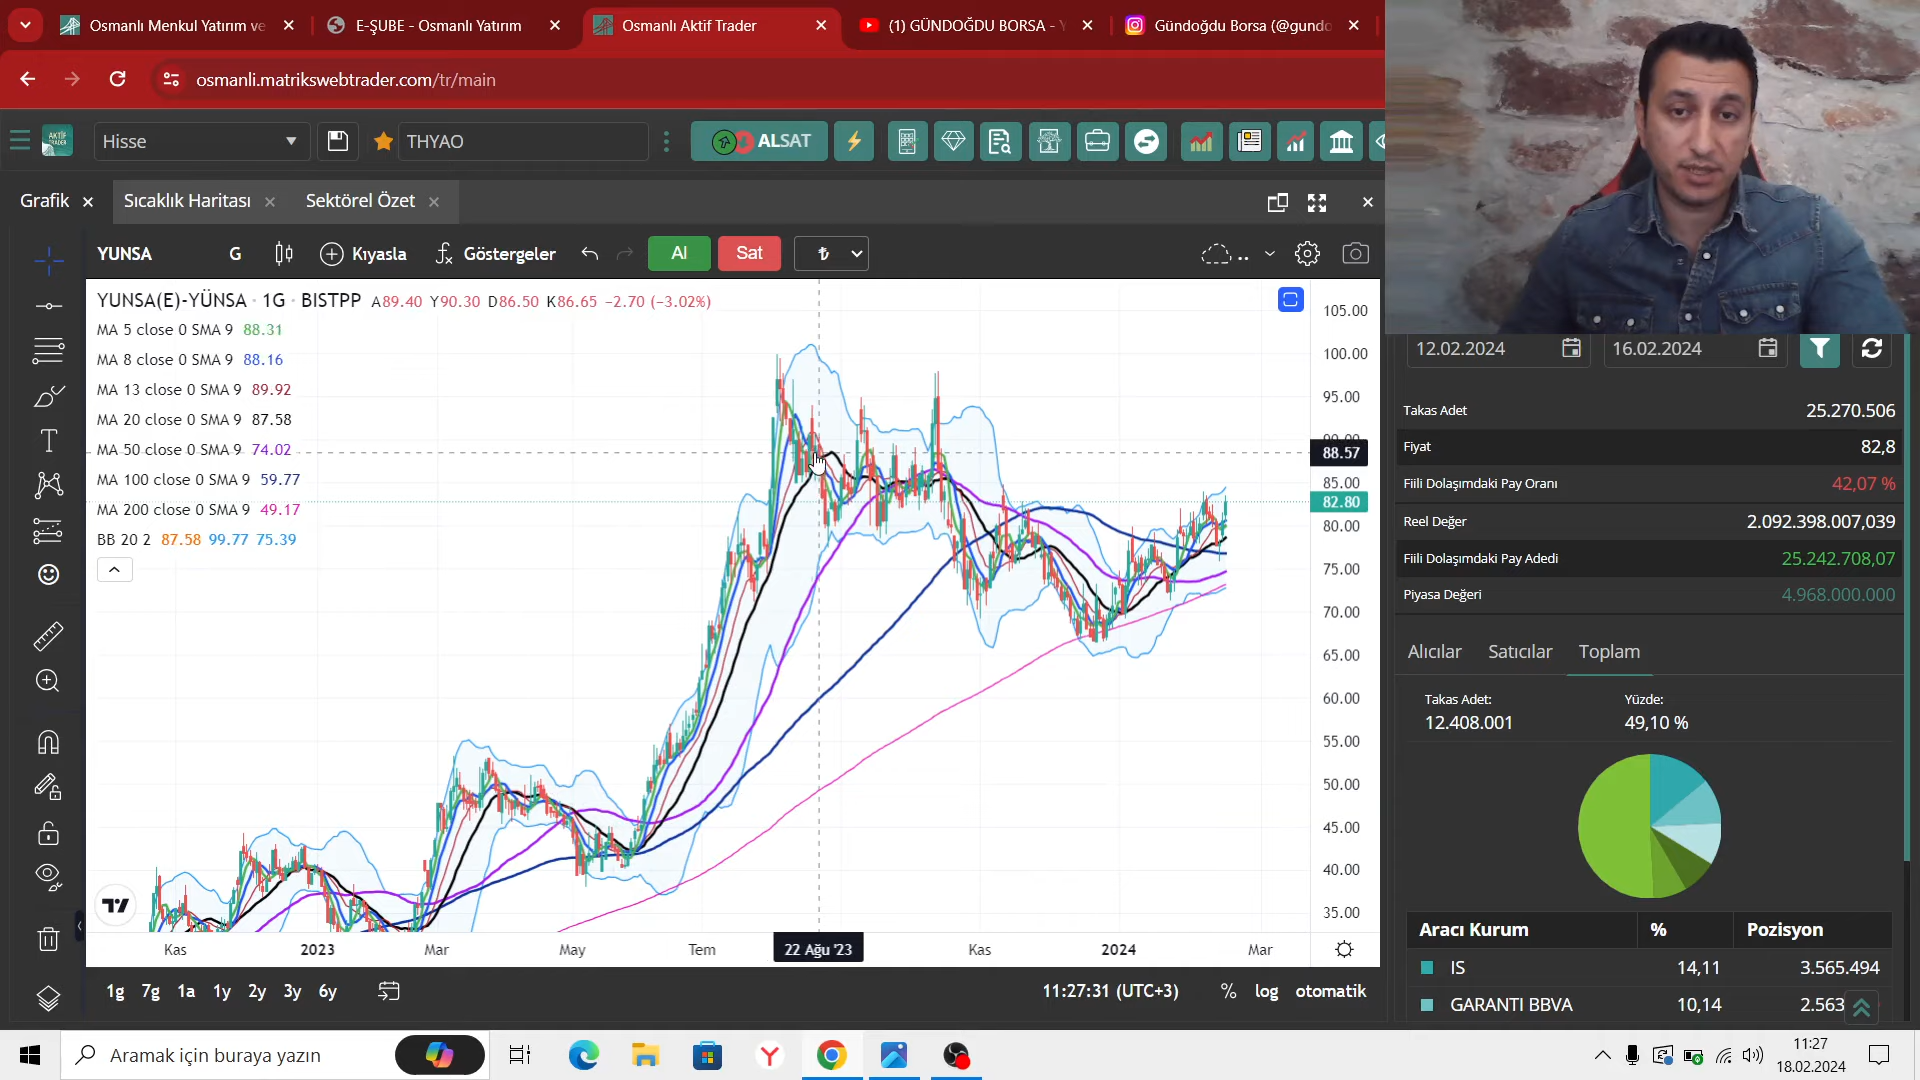 Osmanlı Menkul Yatırım ve
E-ŞUBE - Osmanlı Yatırım
Osmanlı Aktif Trader
(1) GÜNDOĞDU BORSA - Y
Gündoğdu Borsa (@gundo
osmanli.matrikswebtrader.com/tr/main
AKTİF TRADER
Hisse
THYAO
ALSAT
Grafik
Sıcaklık Haritası
Sektörel Özet
YUNSA
G
Kıyasla
Göstergeler
Al
Sat
₺
YUNSA(E)-YÜNSA · 1G · BISTPP A89.40 Y90.30 D86.50 K86.65 −2.70 (−3.02%)
MA 5 close 0 SMA 9 88.31
MA 8 close 0 SMA 9 88.16
MA 13 close 0 SMA 9 89.92
MA 20 close 0 SMA 9 87.58
MA 50 close 0 SMA 9 74.02
MA 100 close 0 SMA 9 59.77
MA 200 close 0 SMA 9 49.17
BB 20 2 87.58 99.77 75.39
105.00
100.00
95.00
90.00
88.57
85.00
82.80
80.00
75.00
70.00
65.00
60.00
55.00
50.00
45.00
40.00
35.00
Kas 2023 Mar May Tem 22 Ağu '23 Kas 2024 Mar
1g 7g 1a 1y 2y 3y 6y
11:27:31 (UTC+3) % log otomatik
12.02.2024
16.02.2024
Takas Adet 25.270.506
Fiyat 82,8
Fiili Dolaşımdaki Pay Oranı 42,07 %
Reel Değer 2.092.398.007,039
Fiili Dolaşımdaki Pay Adedi 25.242.708,07
Piyasa Değeri 4.968.000.000
Alıcılar Satıcılar Toplam
Takas Adet: Yüzde:
12.408.001 49,10 %
Aracı Kurum % Pozisyon
IS 14,11 3.565.494
GARANTI BBVA 10,14 2.563
Aramak için buraya yazın
11:27
18.02.2024